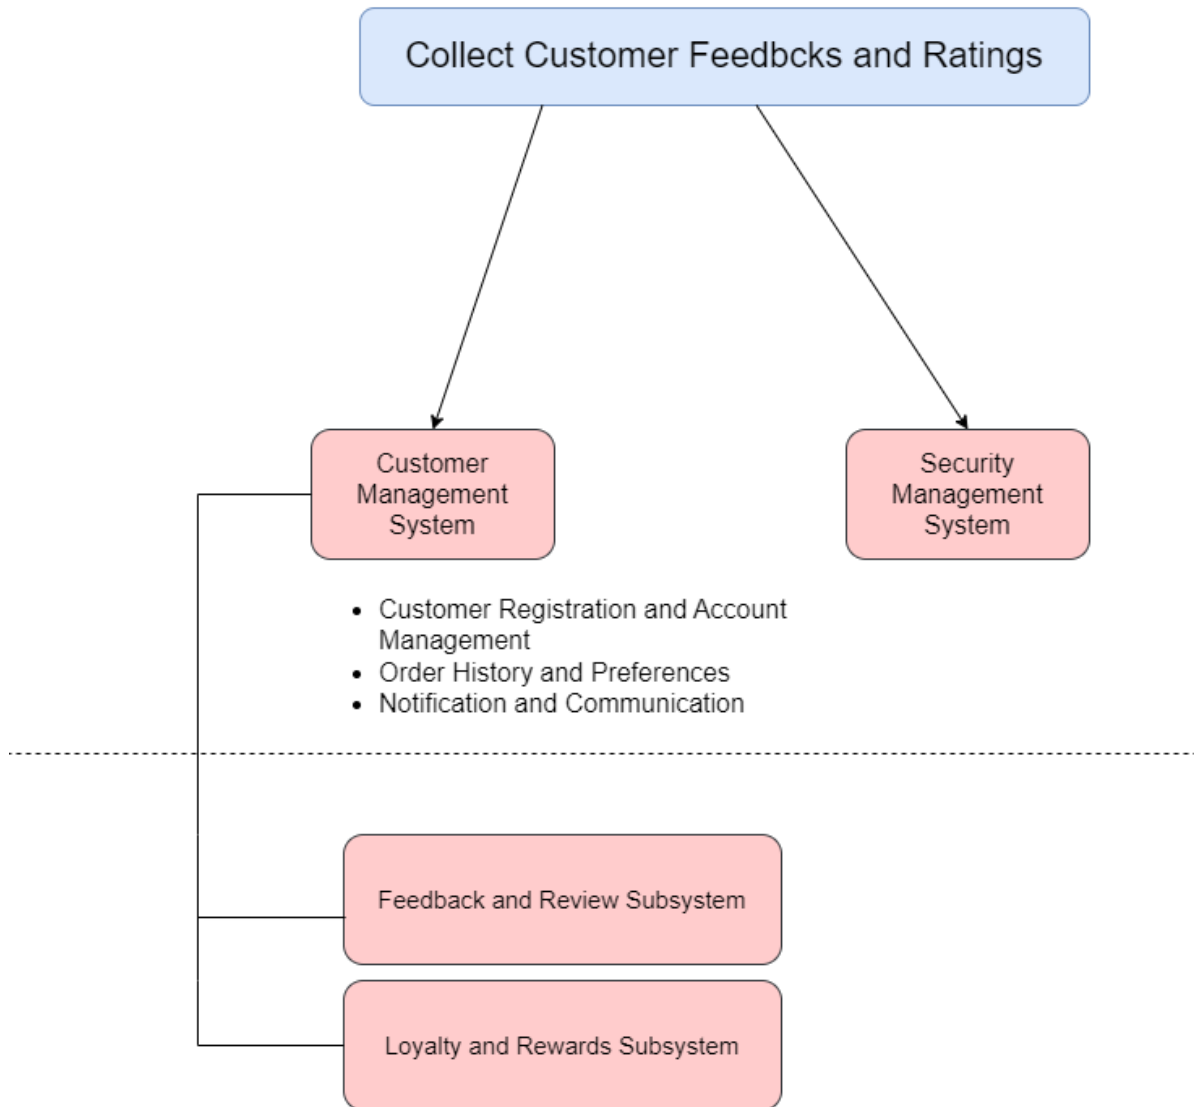 Collect Customer Feedbcks and Ratings
Customer
Management
System
Security
Management
System
• Customer Registration and Account
Management
• Order History and Preferences
• Notification and Communication
Feedback and Review Subsystem
Loyalty and Rewards Subsystem